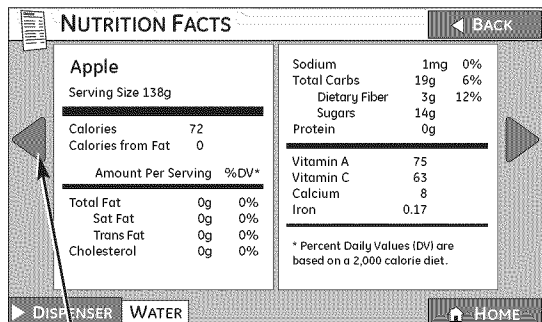 NUTRITION FACTS
BACK
Apple
Serving Size 138g
Calories 72
Calories from Fat 0
Amount Per Serving %DV*
Total Fat 0g 0%
Sat Fat 0g 0%
Trans Fat 0g 0%
Cholesterol 0g 0%
Sodium 1mg 0%
Total Carbs 19g 6%
Dietary Fiber 3g 12%
Sugars 14g
Protein 0g
Vitamin A 75
Vitamin C 63
Calcium 8
Iron 0.17
* Percent Daily Values (DV) are
based on a 2,000 calorie diet.
DISPENSER WATER
HOME